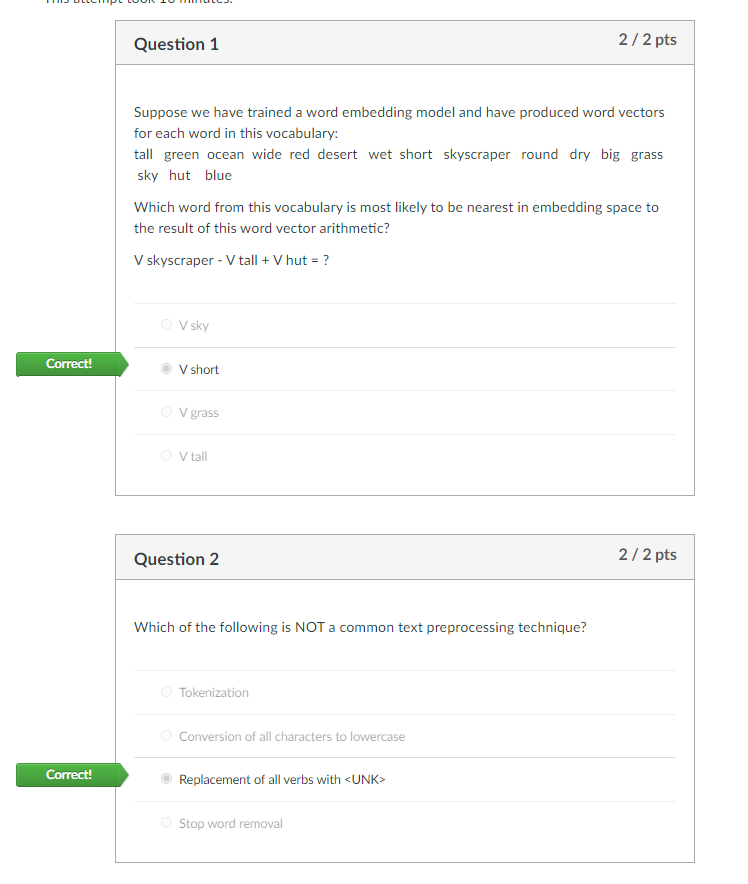 This attempt took 10 minutes.
Question 1
2 / 2 pts
Suppose we have trained a word embedding model and have produced word vectors
for each word in this vocabulary:
tall green ocean wide red desert wet short skyscraper round dry big grass
sky hut blue
Which word from this vocabulary is most likely to be nearest in embedding space to
the result of this word vector arithmetic?
V skyscraper - V tall + V hut = ?
V sky
Correct!
V short
V grass
V tall
Question 2
2 / 2 pts
Which of the following is NOT a common text preprocessing technique?
Tokenization
Conversion of all characters to lowercase
Correct!
Replacement of all verbs with <UNK>
Stop word removal